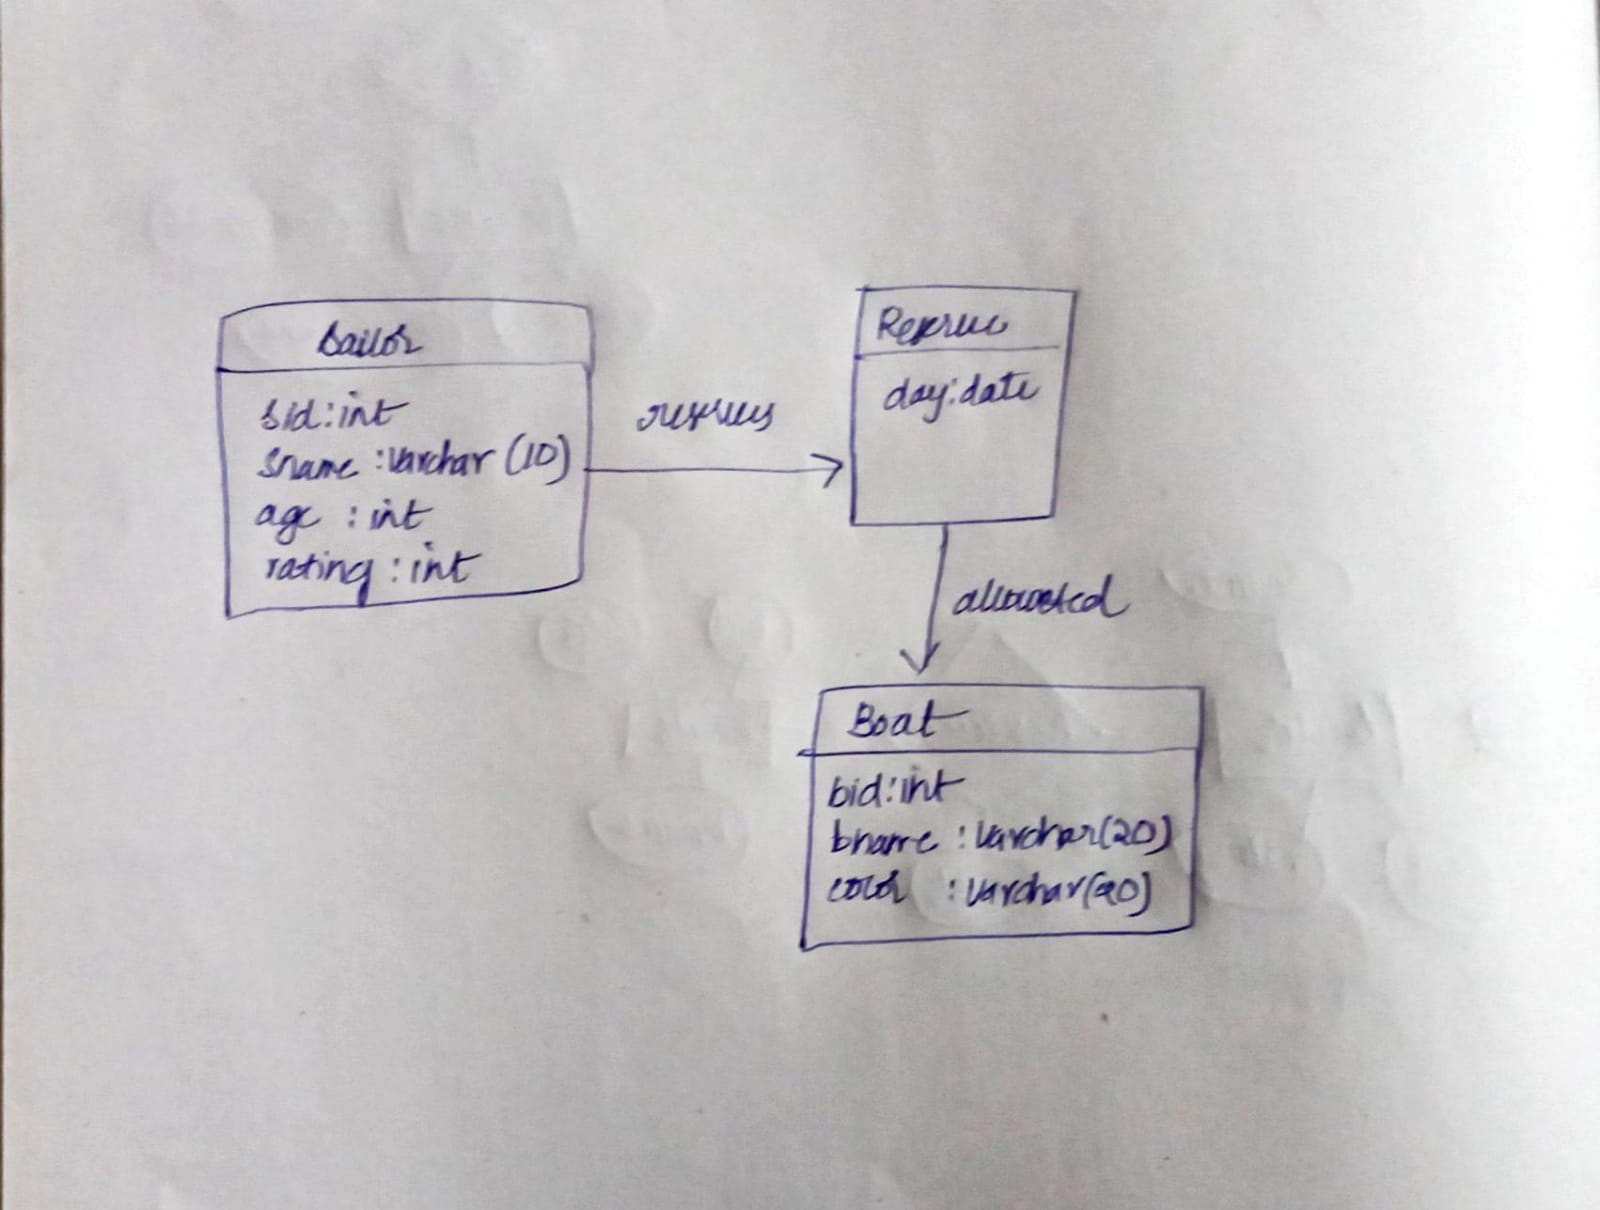 Sailor
sid:int
sname :varchar (10)
age : int
rating : int
reserves
Reserve
day:date
allowated
Boat
bid:int
bname : varchar(20)
color : varchar(20)